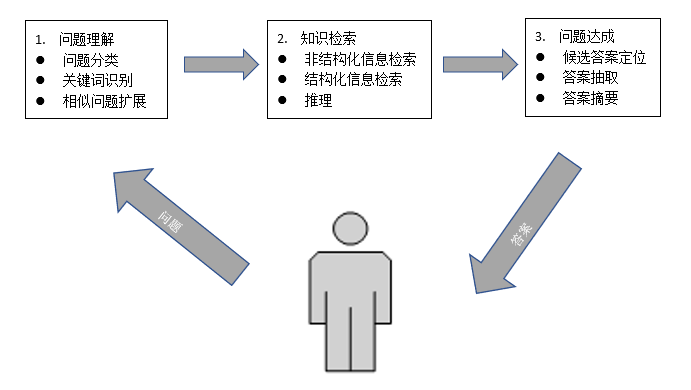 1. 问题理解
● 问题分类
● 关键词识别
● 相似问题扩展
2. 知识检索
● 非结构化信息检索
● 结构化信息检索
● 推理
3. 问题达成
● 候选答案定位
● 答案抽取
● 答案摘要
问题
答案